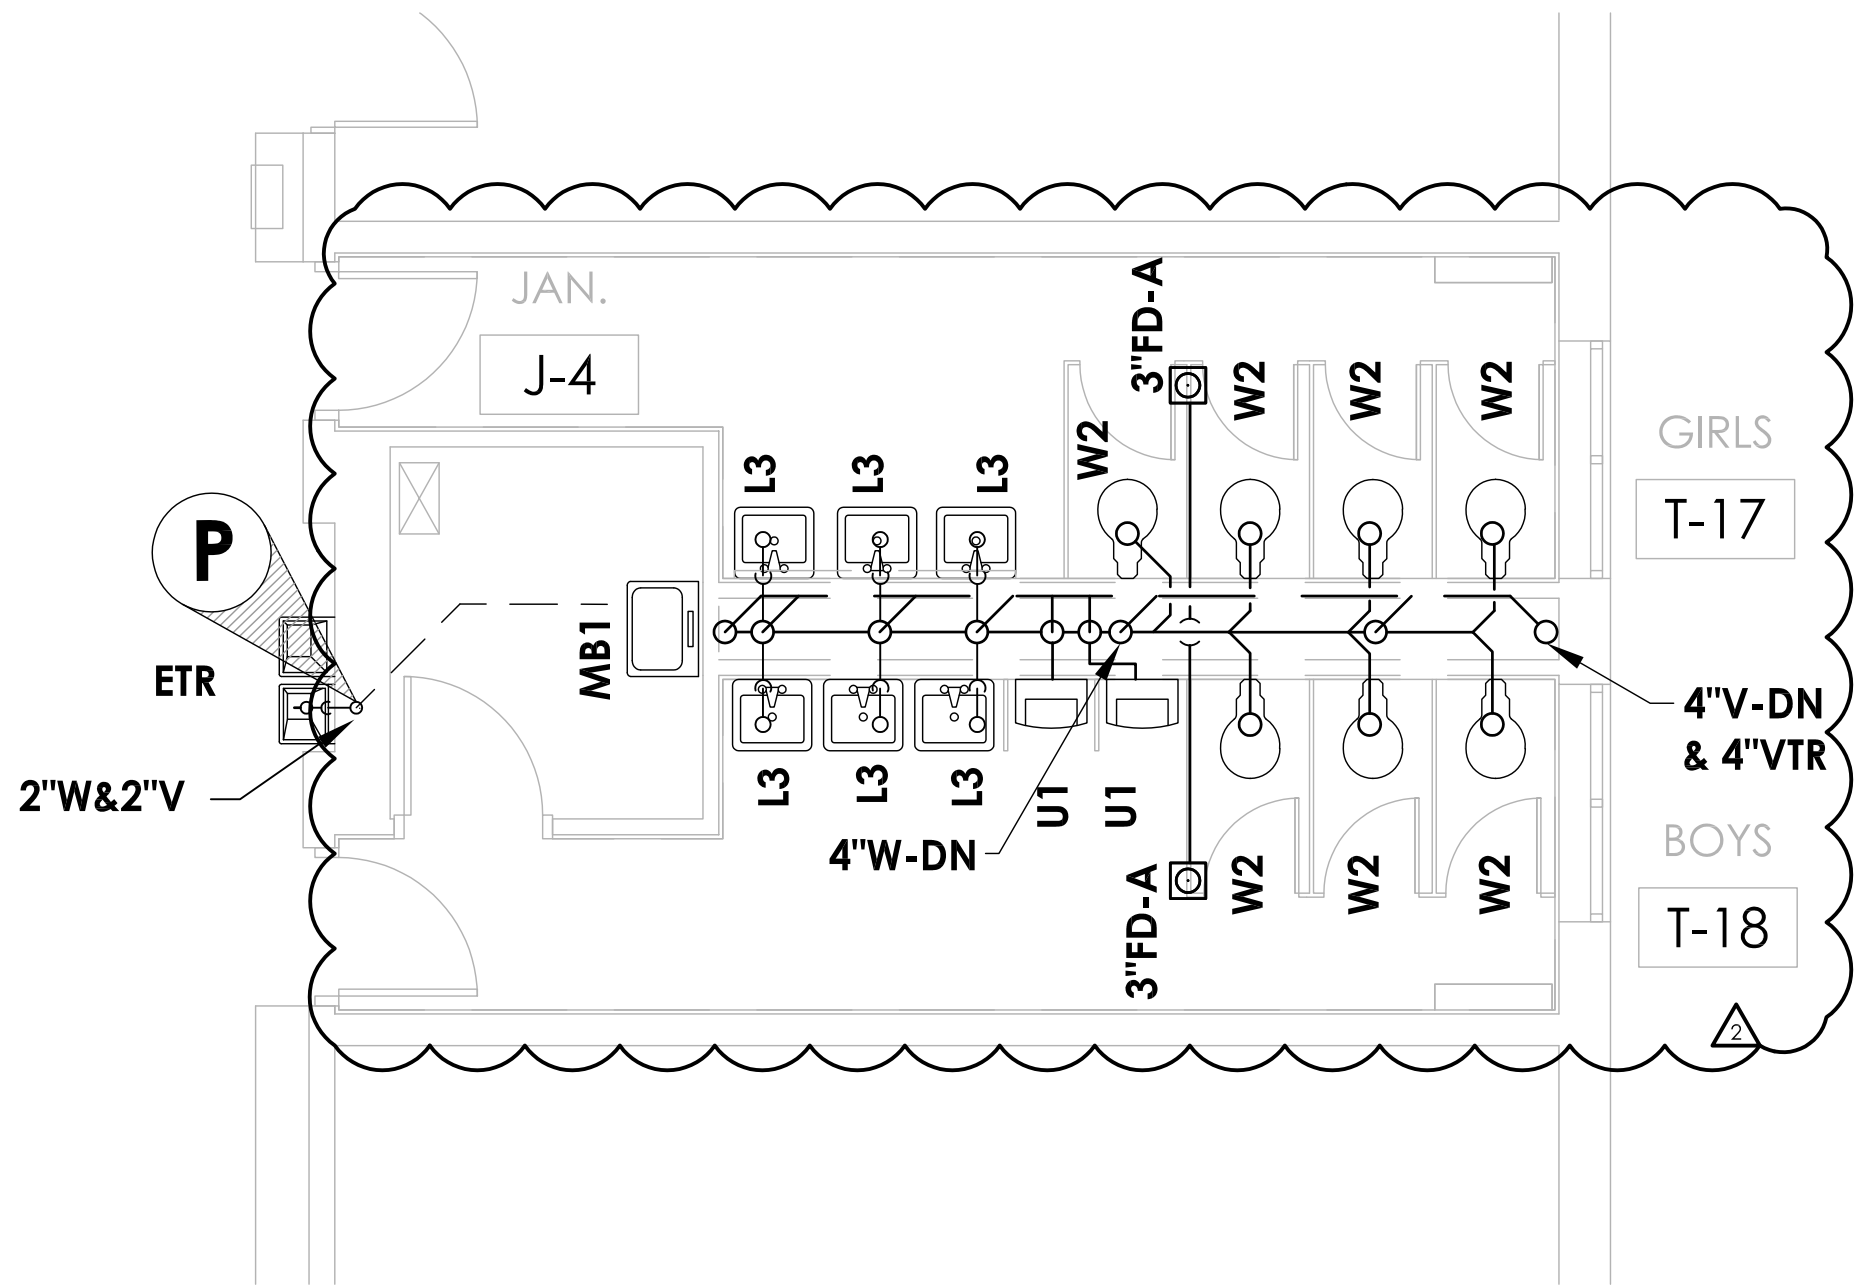 JAN.
J-4
3"FD-A
W2
W2
W2
W2
GIRLS
T-17
L3
L3
L3
P
ETR
MB1
2"W&2"V
4"V-DN
& 4"VTR
L3
L3
L3
U1
U1
4"W-DN
3"FD-A
W2
W2
W2
BOYS
T-18
2